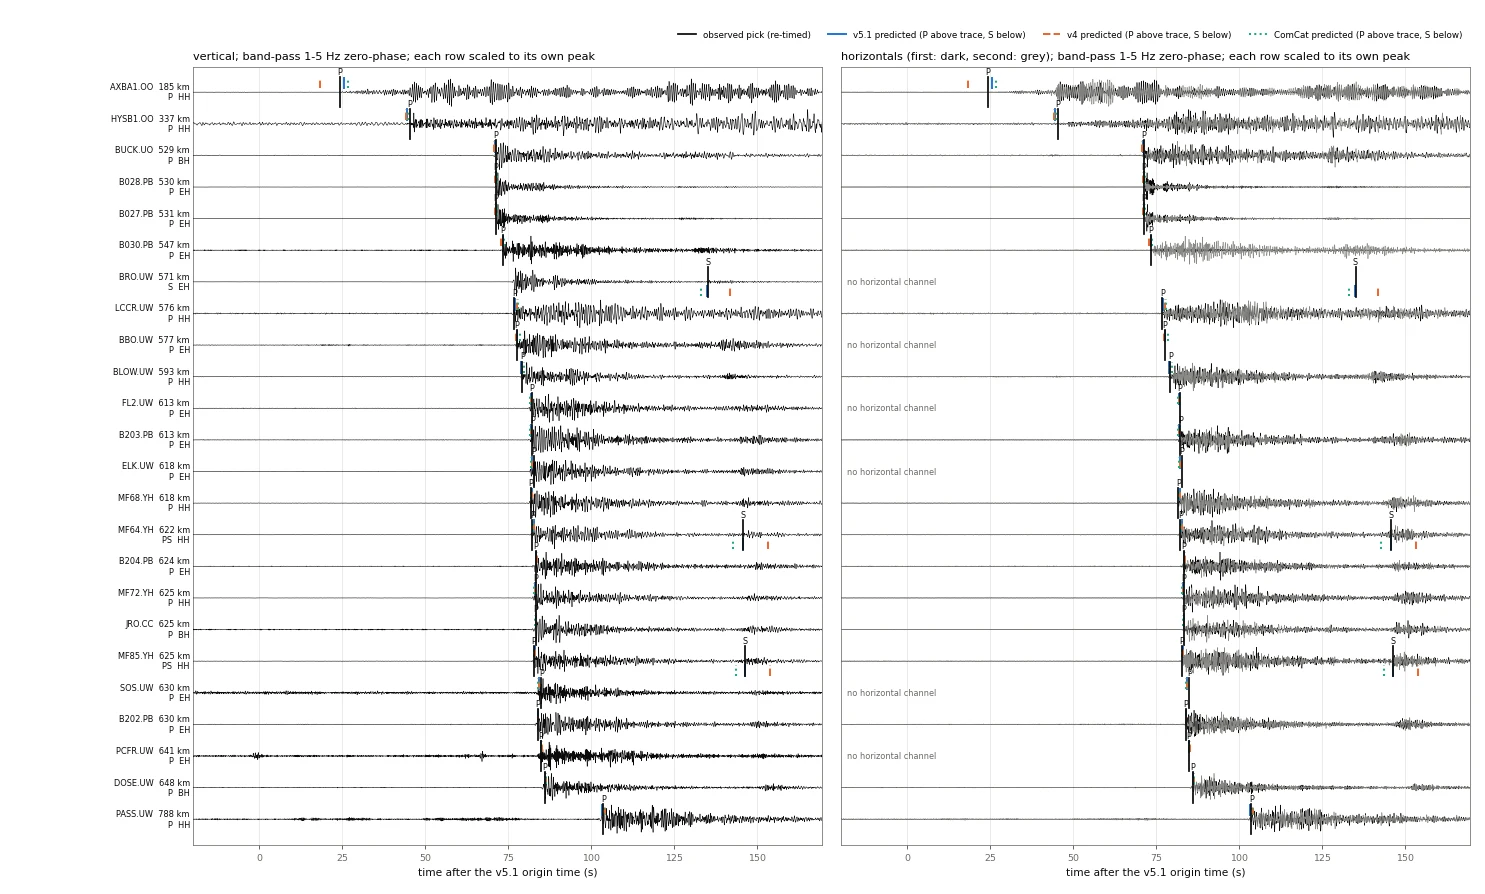 observed pick (re-timed)
v5.1 predicted (P above trace, S below)
v4 predicted (P above trace, S below)
ComCat predicted (P above trace, S below)
vertical; band-pass 1-5 Hz zero-phase; each row scaled to its own peak
horizontals (first: dark, second: grey); band-pass 1-5 Hz zero-phase; each row scaled to its own peak
AXBA1.OO 185 km
P HH
HYSB1.OO 337 km
P HH
BUCK.UO 529 km
P BH
B028.PB 530 km
P EH
B027.PB 531 km
P EH
B030.PB 547 km
P EH
BRO.UW 571 km
S EH
no horizontal channel
LCCR.UW 576 km
P HH
BBO.UW 577 km
P EH
no horizontal channel
BLOW.UW 593 km
P HH
FL2.UW 613 km
P EH
no horizontal channel
B203.PB 613 km
P EH
ELK.UW 618 km
P EH
no horizontal channel
MF68.YH 618 km
P HH
MF64.YH 622 km
PS HH
B204.PB 624 km
P EH
MF72.YH 625 km
P HH
JRO.CC 625 km
P BH
MF85.YH 625 km
PS HH
SOS.UW 630 km
P EH
no horizontal channel
B202.PB 630 km
P EH
PCFR.UW 641 km
P EH
no horizontal channel
DOSE.UW 648 km
P BH
PASS.UW 788 km
P HH
P
P
P
P
S
S
S
S
S
S
P
P
0 25 50 75 100 125 150
0 25 50 75 100 125 150
time after the v5.1 origin time (s)
time after the v5.1 origin time (s)